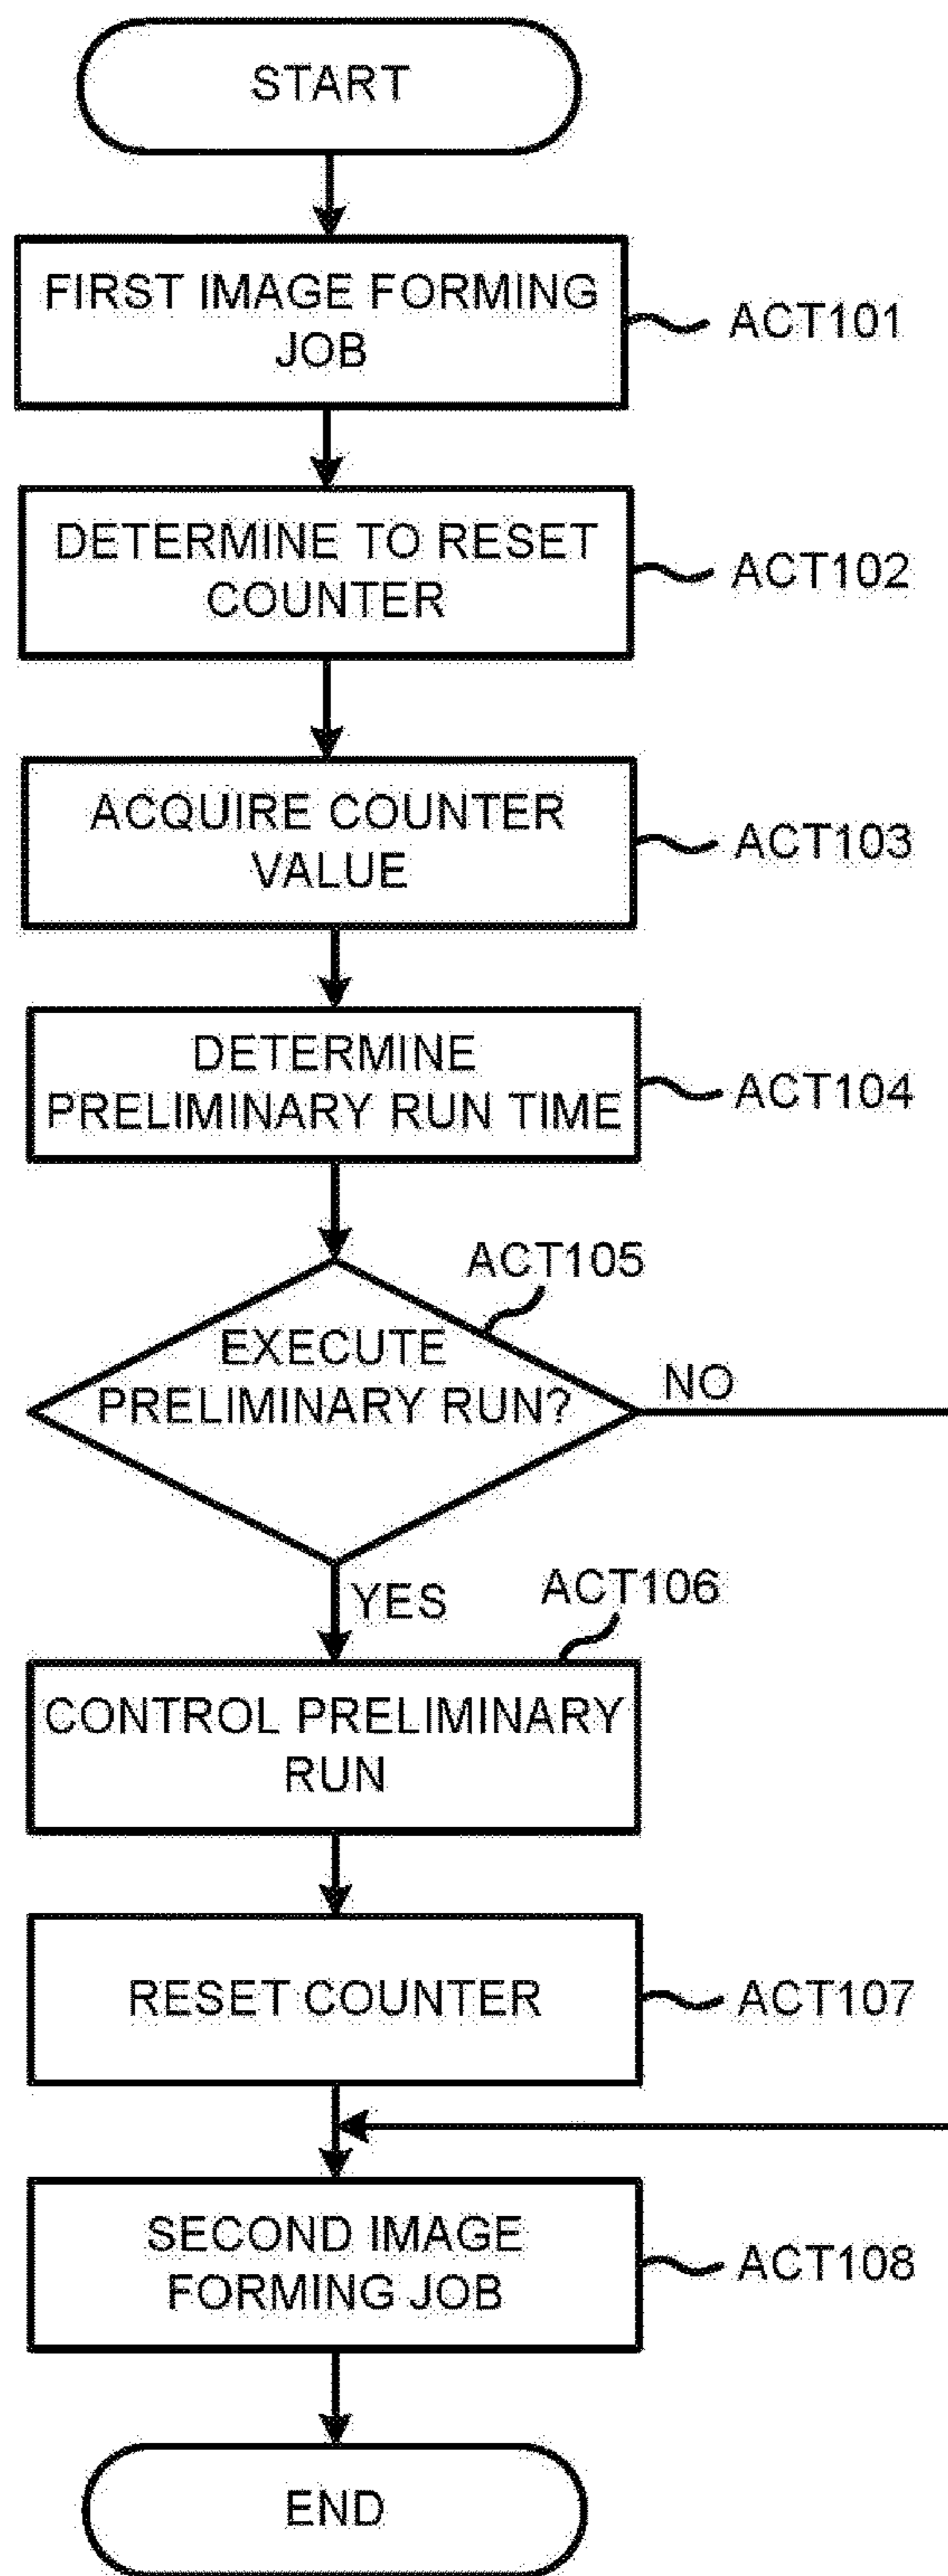 START
FIRST IMAGE FORMING
JOB
ACT101
DETERMINE TO RESET
COUNTER
ACT102
ACQUIRE COUNTER
VALUE
ACT103
DETERMINE
PRELIMINARY RUN TIME
ACT104
ACT105
EXECUTE
PRELIMINARY RUN?
NO
YES
ACT106
CONTROL PRELIMINARY
RUN
RESET COUNTER
ACT107
SECOND IMAGE
FORMING JOB
ACT108
END